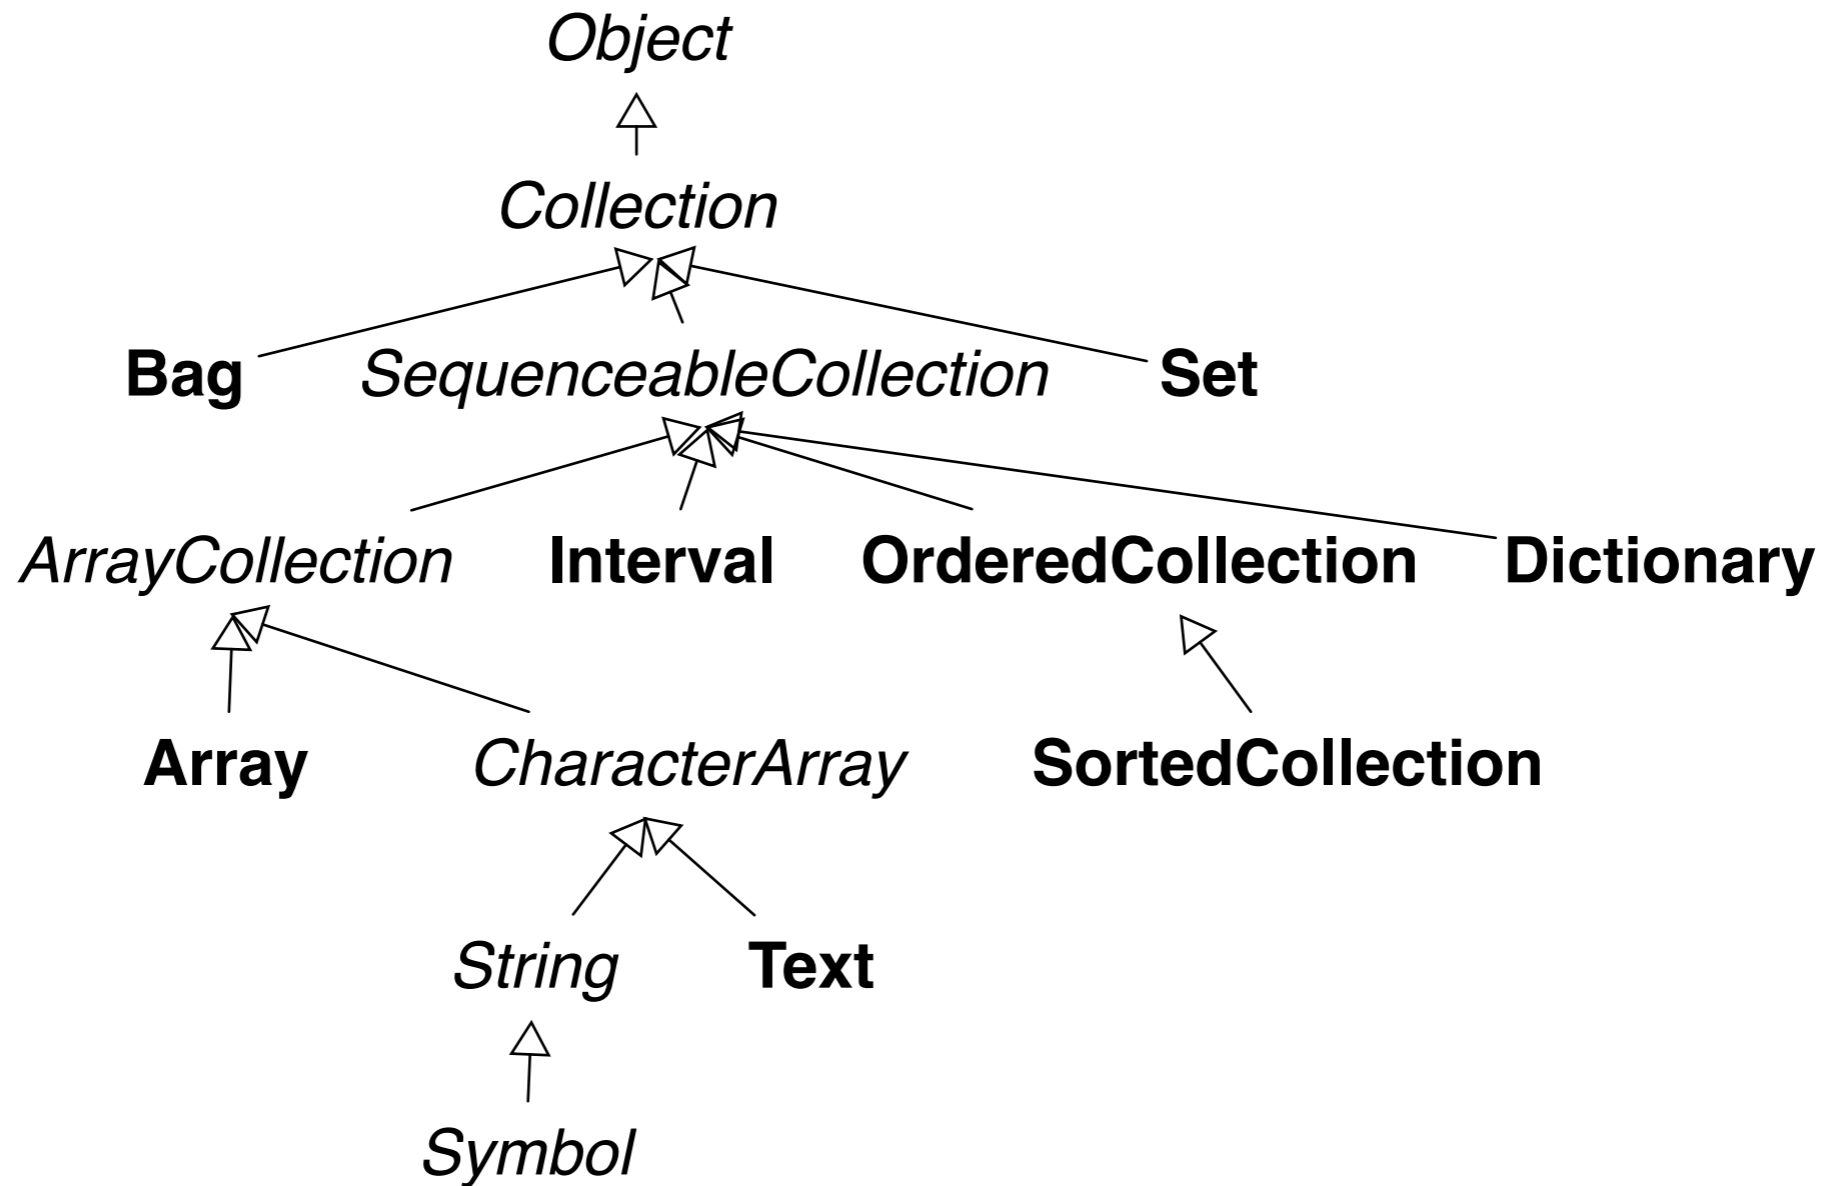 Object
Collection
Bag SequenceableCollection Set
ArrayCollection Interval OrderedCollection Dictionary
Array CharacterArray SortedCollection
String Text
Symbol